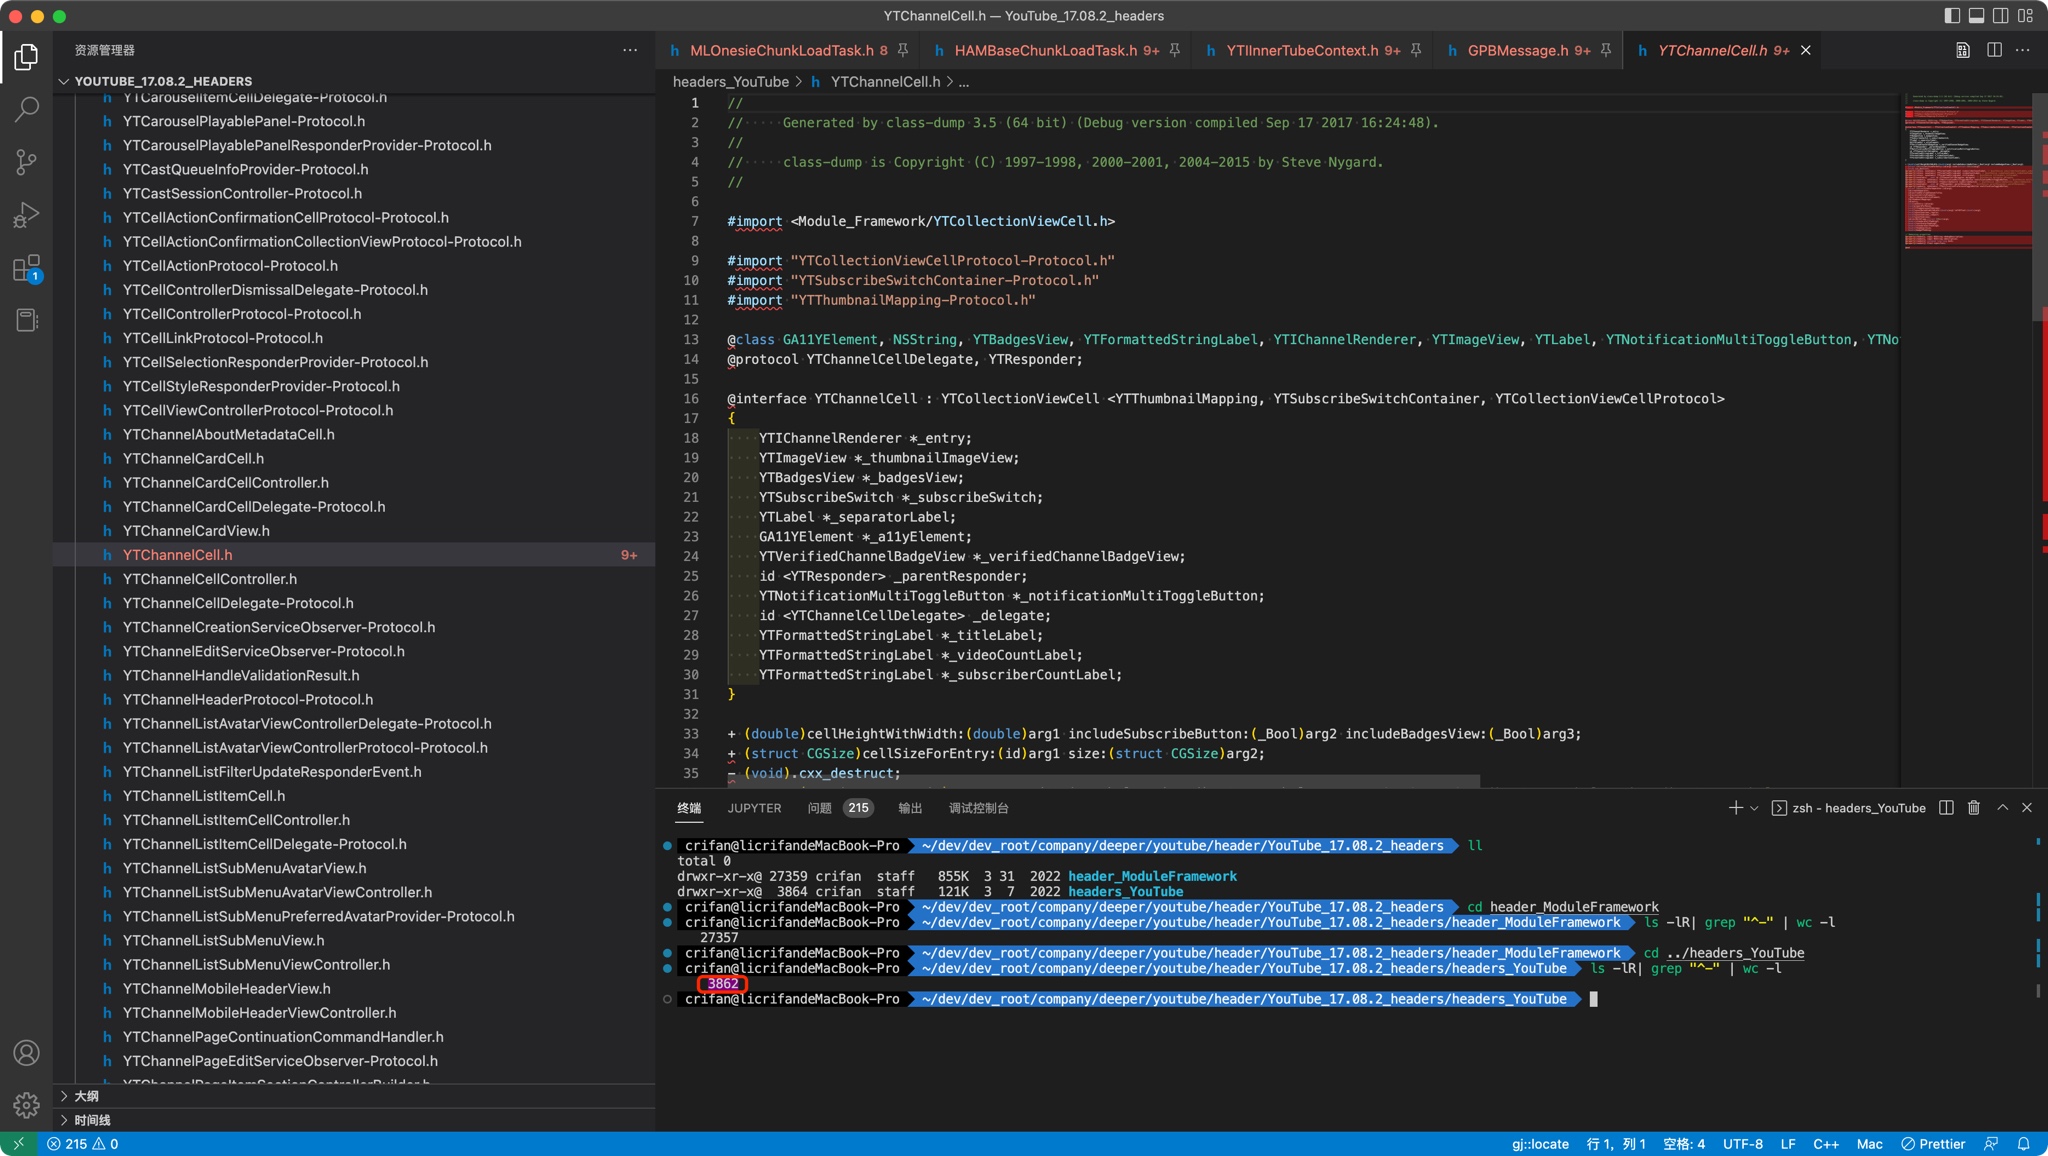 YTChannelCell.h — YouTube_17.08.2_headers
资源管理器
YOUTUBE_17.08.2_HEADERS
YTCarouselItemCellDelegate-Protocol.h
YTCarouselPlayablePanel-Protocol.h
YTCarouselPlayablePanelResponderProvider-Protocol.h
YTCastQueueInfoProvider-Protocol.h
YTCastSessionController-Protocol.h
YTCellActionConfirmationCellProtocol-Protocol.h
YTCellActionConfirmationCollectionViewProtocol-Protocol.h
YTCellActionProtocol-Protocol.h
YTCellControllerDismissalDelegate-Protocol.h
YTCellControllerProtocol-Protocol.h
YTCellLinkProtocol-Protocol.h
YTCellSelectionResponderProvider-Protocol.h
YTCellStyleResponderProvider-Protocol.h
YTCellViewControllerProtocol-Protocol.h
YTChannelAboutMetadataCell.h
YTChannelCardCell.h
YTChannelCardCellController.h
YTChannelCardCellDelegate-Protocol.h
YTChannelCardView.h
YTChannelCell.h 9+
YTChannelCellController.h
YTChannelCellDelegate-Protocol.h
YTChannelCreationServiceObserver-Protocol.h
YTChannelEditServiceObserver-Protocol.h
YTChannelHandleValidationResult.h
YTChannelHeaderProtocol-Protocol.h
YTChannelListAvatarViewControllerDelegate-Protocol.h
YTChannelListAvatarViewControllerProtocol-Protocol.h
YTChannelListFilterUpdateResponderEvent.h
YTChannelListItemCell.h
YTChannelListItemCellController.h
YTChannelListItemCellDelegate-Protocol.h
YTChannelListSubMenuAvatarView.h
YTChannelListSubMenuAvatarViewController.h
YTChannelListSubMenuPreferredAvatarProvider-Protocol.h
YTChannelListSubMenuView.h
YTChannelListSubMenuViewController.h
YTChannelMobileHeaderView.h
YTChannelMobileHeaderViewController.h
YTChannelPageContinuationCommandHandler.h
YTChannelPageEditServiceObserver-Protocol.h
YTChannelPageItemSectionControllerBuilder.h
大纲
时间线
1
h MLOnesieChunkLoadTask.h 8 h HAMBaseChunkLoadTask.h 9+ h YTIInnerTubeContext.h 9+ h GPBMessage.h 9+ h YTChannelCell.h 9+
headers_YouTube > h YTChannelCell.h > ...
1 //
2 // Generated by class-dump 3.5 (64 bit) (Debug version compiled Sep 17 2017 16:24:48).
3 //
4 // class-dump is Copyright (C) 1997-1998, 2000-2001, 2004-2015 by Steve Nygard.
5 //
6
7 #import <Module_Framework/YTCollectionViewCell.h>
8
9 #import "YTCollectionViewCellProtocol-Protocol.h"
10 #import "YTSubscribeSwitchContainer-Protocol.h"
11 #import "YTThumbnailMapping-Protocol.h"
12
13 @class GA11YElement, NSString, YTBadgesView, YTFormattedStringLabel, YTIChannelRenderer, YTImageView, YTLabel, YTNotificationMultiToggleButton, YTNo
14 @protocol YTChannelCellDelegate, YTResponder;
15
16 @interface YTChannelCell : YTCollectionViewCell <YTThumbnailMapping, YTSubscribeSwitchContainer, YTCollectionViewCellProtocol>
17 {
18 YTIChannelRenderer *_entry;
19 YTImageView *_thumbnailImageView;
20 YTBadgesView *_badgesView;
21 YTSubscribeSwitch *_subscribeSwitch;
22 YTLabel *_separatorLabel;
23 GA11YElement *_a11yElement;
24 YTVerifiedChannelBadgeView *_verifiedChannelBadgeView;
25 id <YTResponder> _parentResponder;
26 YTNotificationMultiToggleButton *_notificationMultiToggleButton;
27 id <YTChannelCellDelegate> _delegate;
28 YTFormattedStringLabel *_titleLabel;
29 YTFormattedStringLabel *_videoCountLabel;
30 YTFormattedStringLabel *_subscriberCountLabel;
31 }
32
33 + (double)cellHeightWithWidth:(double)arg1 includeSubscribeButton:(_Bool)arg2 includeBadgesView:(_Bool)arg3;
34 + (struct CGSize)cellSizeForEntry:(id)arg1 size:(struct CGSize)arg2;
35 - (void).cxx_destruct;
终端 JUPYTER 问题 215 输出 调试控制台 zsh - headers_YouTube
crifan@licrifandeMacBook-Pro ~/dev/dev_root/company/deeper/youtube/header/YouTube_17.08.2_headers ll
total 0
drwxr-xr-x@ 27359 crifan staff 855K 3 31 2022 header_ModuleFramework
drwxr-xr-x@ 3864 crifan staff 121K 3 7 2022 headers_YouTube
crifan@licrifandeMacBook-Pro ~/dev/dev_root/company/deeper/youtube/header/YouTube_17.08.2_headers cd header_ModuleFramework
crifan@licrifandeMacBook-Pro ~/dev/dev_root/company/deeper/youtube/header/YouTube_17.08.2_headers/header_ModuleFramework ls -lR| grep "^-" | wc -l
27357
crifan@licrifandeMacBook-Pro ~/dev/dev_root/company/deeper/youtube/header/YouTube_17.08.2_headers/header_ModuleFramework cd ../headers_YouTube
crifan@licrifandeMacBook-Pro ~/dev/dev_root/company/deeper/youtube/header/YouTube_17.08.2_headers/headers_YouTube ls -lR| grep "^-" | wc -l
3862
crifan@licrifandeMacBook-Pro ~/dev/dev_root/company/deeper/youtube/header/YouTube_17.08.2_headers/headers_YouTube
215 0 gj::locate 行 1，列 1 空格: 4 UTF-8 LF C++ Mac Prettier